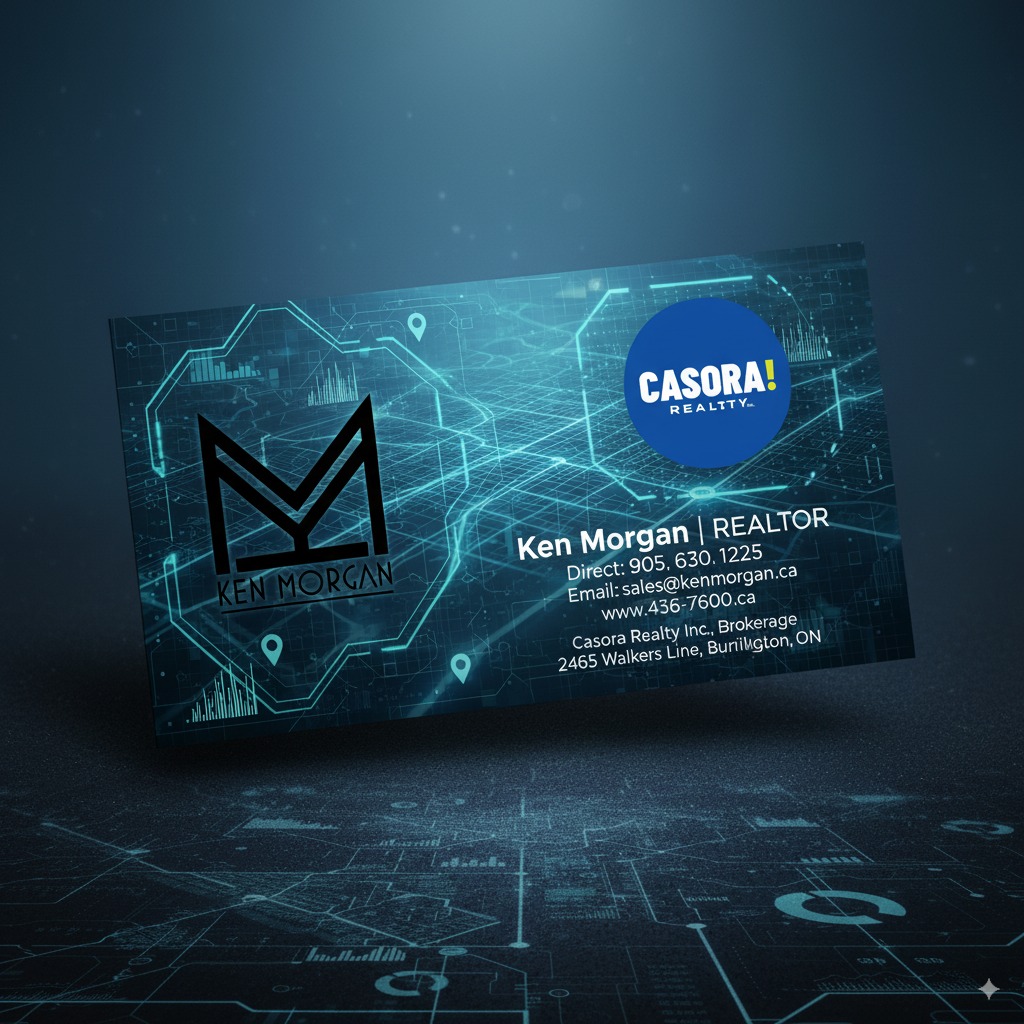 KEN MORGAN
CASORA!
REALTY
Ken Morgan | REALTOR
Direct: 905. 630. 1225
Email: sales@kenmorgan.ca
www.436-7600.ca
Casora Realty Inc., Brokerage
2465 Walkers Line, ON